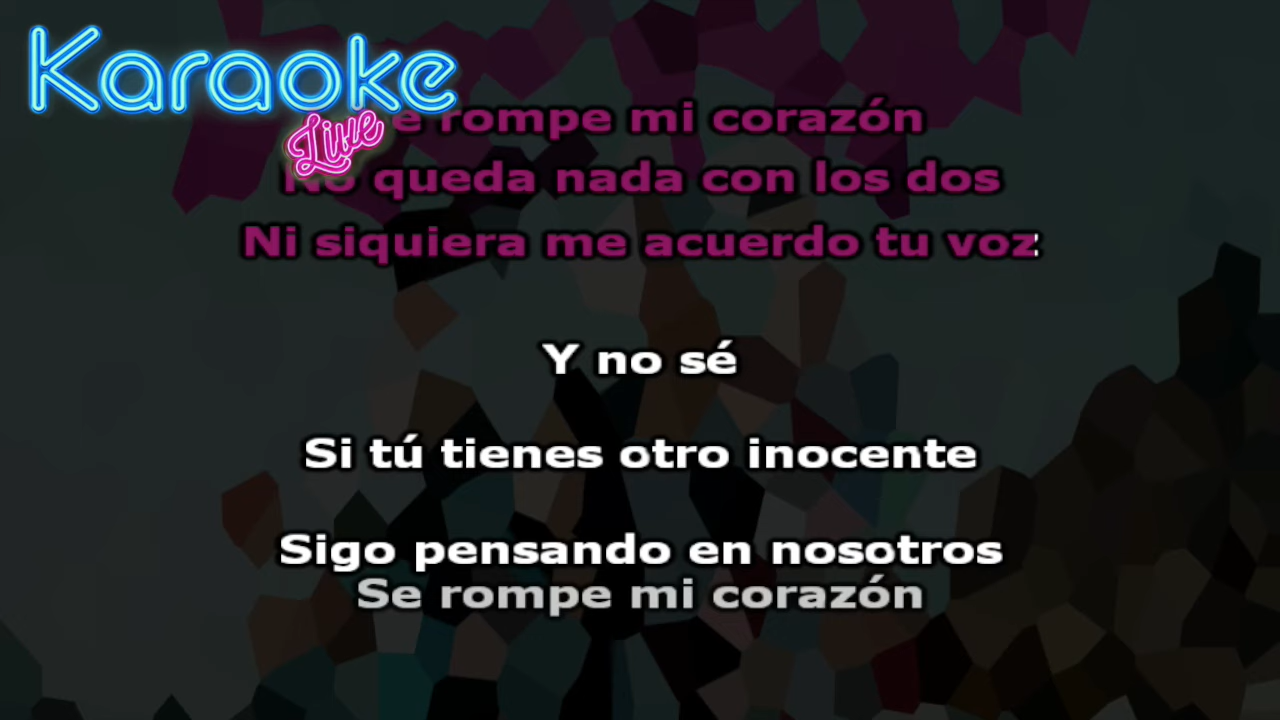 Karaoke
Live
Se rompe mi corazón
No queda nada con los dos
Ni siquiera me acuerdo tu voz
Y no sé
Si tú tienes otro inocente
Sigo pensando en nosotros
Se rompe mi corazón